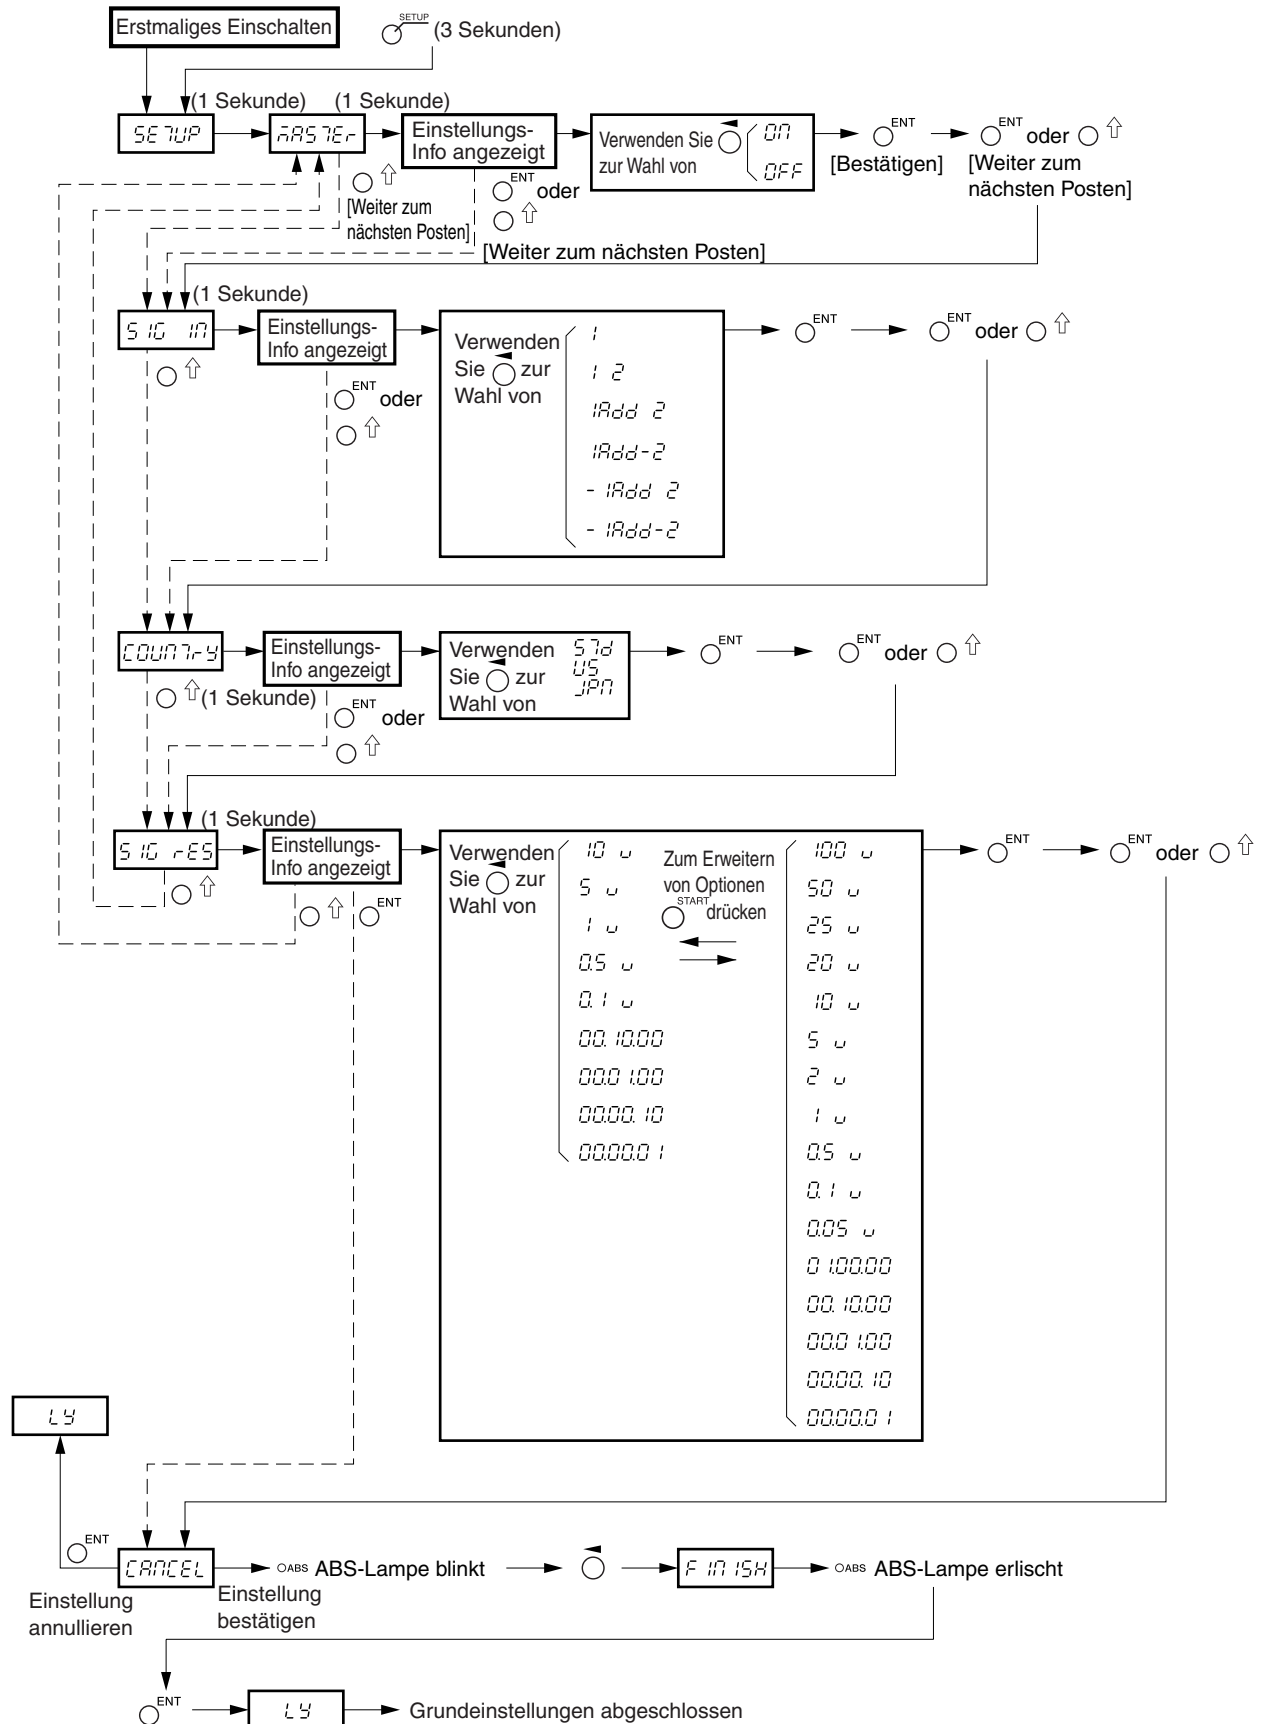 Erstmaliges Einschalten
SETUP
(3 Sekunden)
(1 Sekunde)
(1 Sekunde)
SETUP
MASTEr
Einstellungs-
Info angezeigt
Verwenden Sie
zur Wahl von
ON
OFF
ENT
[Bestätigen]
ENT oder
[Weiter zum
nächsten Posten]
[Weiter zum
nächsten Posten]
ENT oder
[Weiter zum nächsten Posten]
(1 Sekunde)
SIG IN
Einstellungs-
Info angezeigt
Verwenden
Sie zur
Wahl von
1
1 2
1Add 2
1Add-2
-1Add 2
-1Add-2
ENT
ENT oder
ENT oder
COUNTry
Einstellungs-
Info angezeigt
Verwenden
Sie zur
Wahl von
STd
US
JPN
ENT
ENT oder
(1 Sekunde)
ENT oder
(1 Sekunde)
SIG rES
Einstellungs-
Info angezeigt
ENT
Verwenden
Sie zur
Wahl von
10 u
5 u
1 u
0.5 u
0.1 u
00.10.00
00.01.00
00.00.10
00.00.01
Zum Erweitern
von Optionen
START drücken
100 u
50 u
25 u
20 u
10 u
5 u
2 u
1 u
0.5 u
0.1 u
0.05 u
01.00.00
00.10.00
00.01.00
00.00.10
00.00.01
ENT
ENT oder
LY
ENT
CANCEL
ABS ABS-Lampe blinkt
FINISH
ABS ABS-Lampe erlischt
Einstellung
annullieren
Einstellung
bestätigen
ENT
LY
Grundeinstellungen abgeschlossen